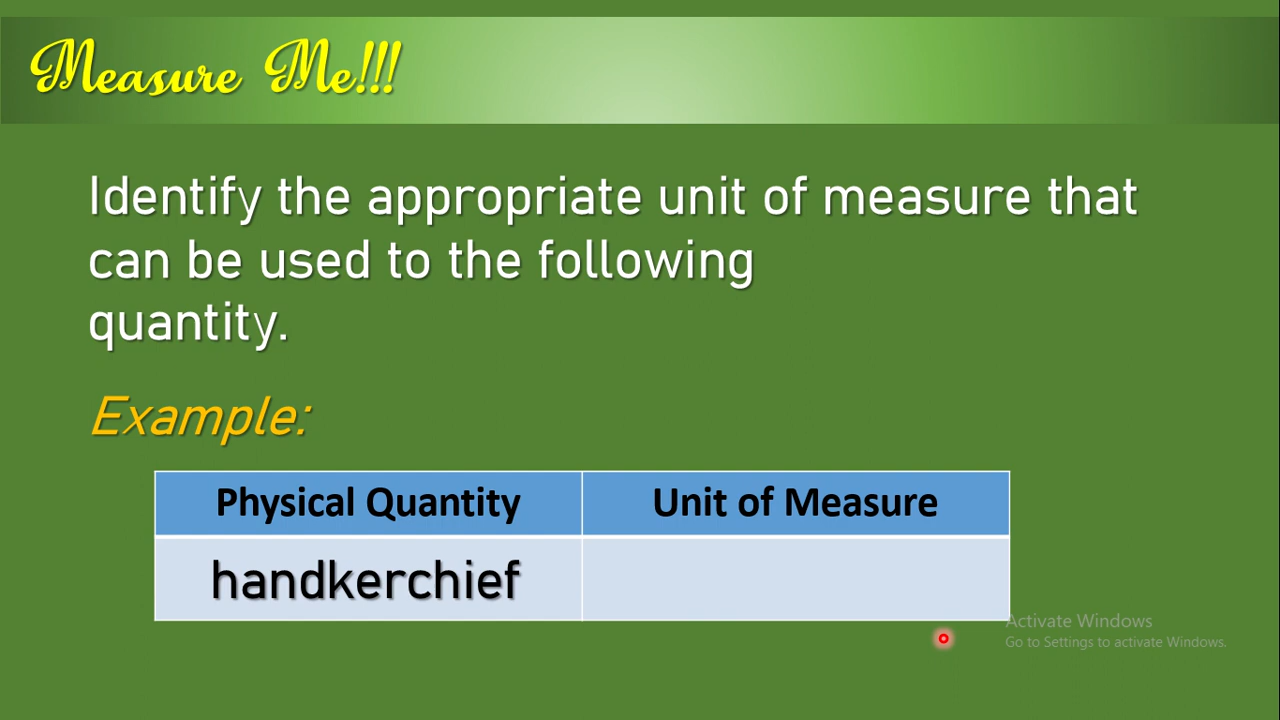 Measure Me!!!
Identify the appropriate unit of measure that
can be used to the following
quantity.
Example:
Physical Quantity
Unit of Measure
handkerchief
Activate Windows
Go to Settings to activate Windows.